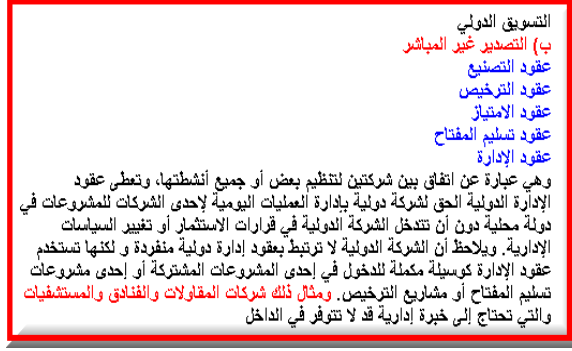 التسويق الدولي
ب) التصدير غير المباشر
عقود التصنيع
عقود الترخيص
عقود الامتياز
عقود تسليم المفتاح
عقود الإدارة
وهي عبارة عن اتفاق بين شركتين لتنظيم بعض أو جميع أنشطتها، وتعطى عقود
الإدارة الدولية الحق لشركة دولية بإدارة العمليات اليومية لإحدى الشركات للمشروعات في
دولة محلية دون أن تتدخل الشركة الدولية في قرارات الاستثمار أو تغيير السياسات
الإدارية. ويلاحظ أن الشركة الدولية لا ترتبط بعقود إدارة دولية منفردة و لكنها تستخدم
عقود الإدارة كوسيلة مكملة للدخول في إحدى المشروعات المشتركة أو إحدى مشروعات
تسليم المفتاح أو مشاريع الترخيص. ومثال ذلك شركات المقاولات والفنادق والمستشفيات
والتي تحتاج إلى خبرة إدارية قد لا تتوفر في الداخل